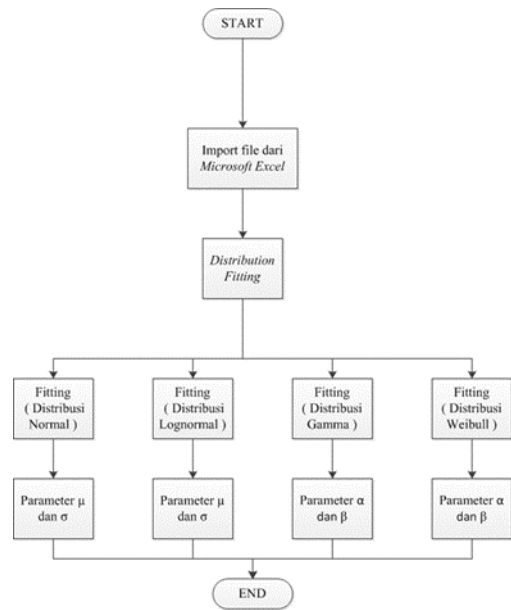 START
Import file dari
Microsoft Excel
Distribution
Fitting
Fitting
( Distribusi
Normal )
Fitting
( Distribusi
Lognormal )
Fitting
( Distribusi
Gamma )
Fitting
( Distribusi
Weibull )
Parameter μ
dan σ
Parameter μ
dan σ
Parameter α
dan β
Parameter α
dan β
END